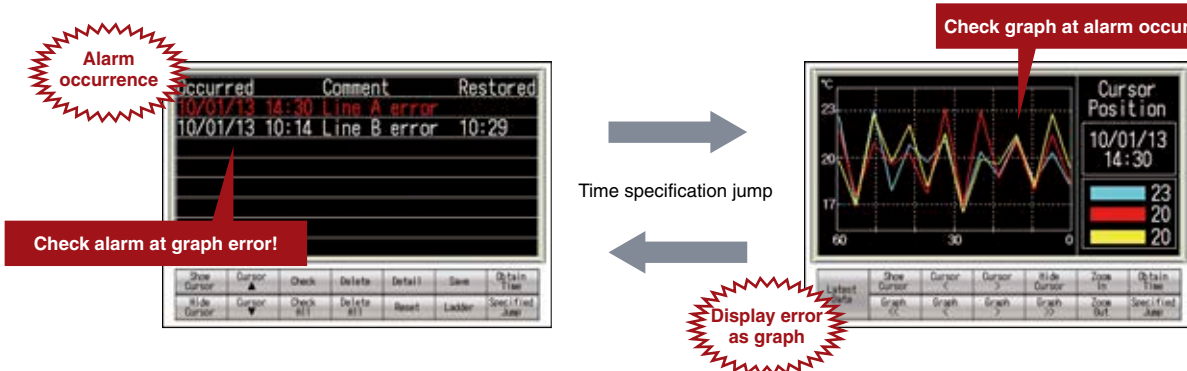 Alarm
occurrence
Occurred Comment Restored
10/01/13 14:30 Line A error
10/01/13 10:14 Line B error 10:29
Check alarm at graph error!
Show Cursor
Cursor ▲
Check
Delete
Detail
Save
Obtain Time
Hide Cursor
Cursor ▼
Check All
Delete All
Reset
Ladder
Specified Jump
Time specification jump
Check graph at alarm occur
℃
23
20
17
60 30 0
Cursor
Position
10/01/13
14:30
23
20
20
Latest Data
Show Cursor
Cursor <
Cursor >
Hide Cursor
Zoom In
Obtain Time
Graph <<
Graph <
Graph >
Graph >>
Zoom Out
Specified Jump
Display error
as graph